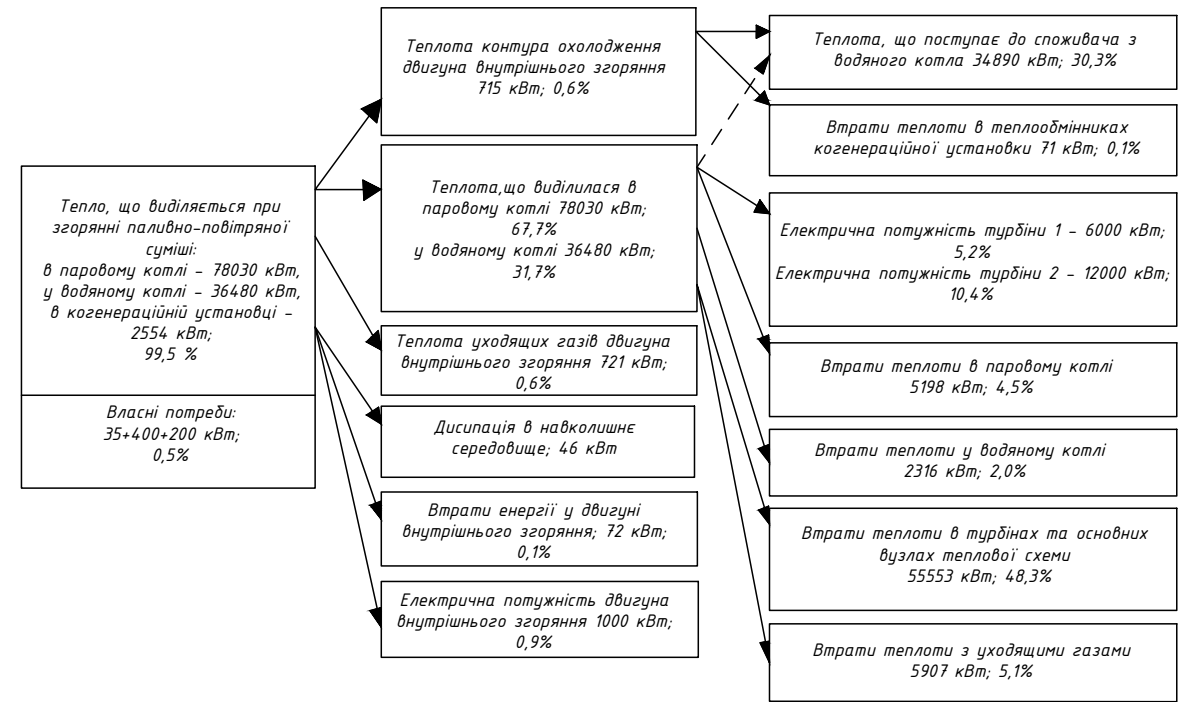 Тепло, що виділяється при
згорянні паливно-повітряної
суміші:
в паровому котлі - 78030 кВт,
у водяному котлі - 36480 кВт,
в когенераційній установці -
2554 кВт;
99,5 %
Власні потреби:
35+400+200 кВт;
0,5%
Теплота контура охолодження
двигуна внутрішнього згоряння
715 кВт; 0,6%
Теплота,що виділилася в
паровому котлі 78030 кВт;
67,7%
у водяному котлі 36480 кВт;
31,7%
Теплота уходящих газів двигуна
внутрішнього згоряння 721 кВт;
0,6%
Дисипація в навколишнє
середовище; 46 кВт
Втрати енергії у двигуні
внутрішнього згоряння; 72 кВт;
0,1%
Електрична потужність двигуна
внутрішнього згоряння 1000 кВт;
0,9%
Теплота, що поступає до споживача з
водяного котла 34890 кВт; 30,3%
Втрати теплоти в теплообмінниках
когенераційної установки 71 кВт; 0,1%
Електрична потужність турбіни 1 - 6000 кВт;
5,2%
Електрична потужність турбіни 2 - 12000 кВт;
10,4%
Втрати теплоти в паровому котлі
5198 кВт; 4,5%
Втрати теплоти у водяному котлі
2316 кВт; 2,0%
Втрати теплоти в турбінах та основних
вузлах теплової схеми
55553 кВт; 48,3%
Втрати теплоти з уходящими газами
5907 кВт; 5,1%